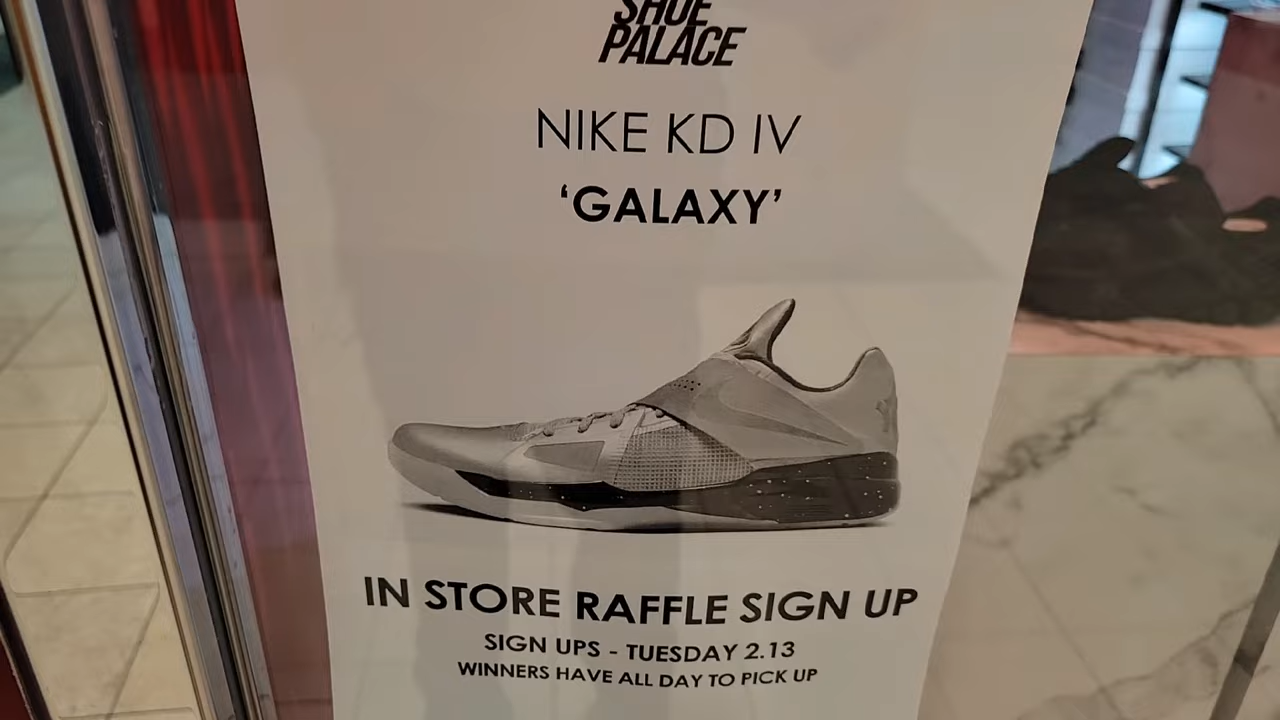 SHOE
PALACE
NIKE KD IV
‘GALAXY’
IN STORE RAFFLE SIGN UP
SIGN UPS - TUESDAY 2.13
WINNERS HAVE ALL DAY TO PICK UP